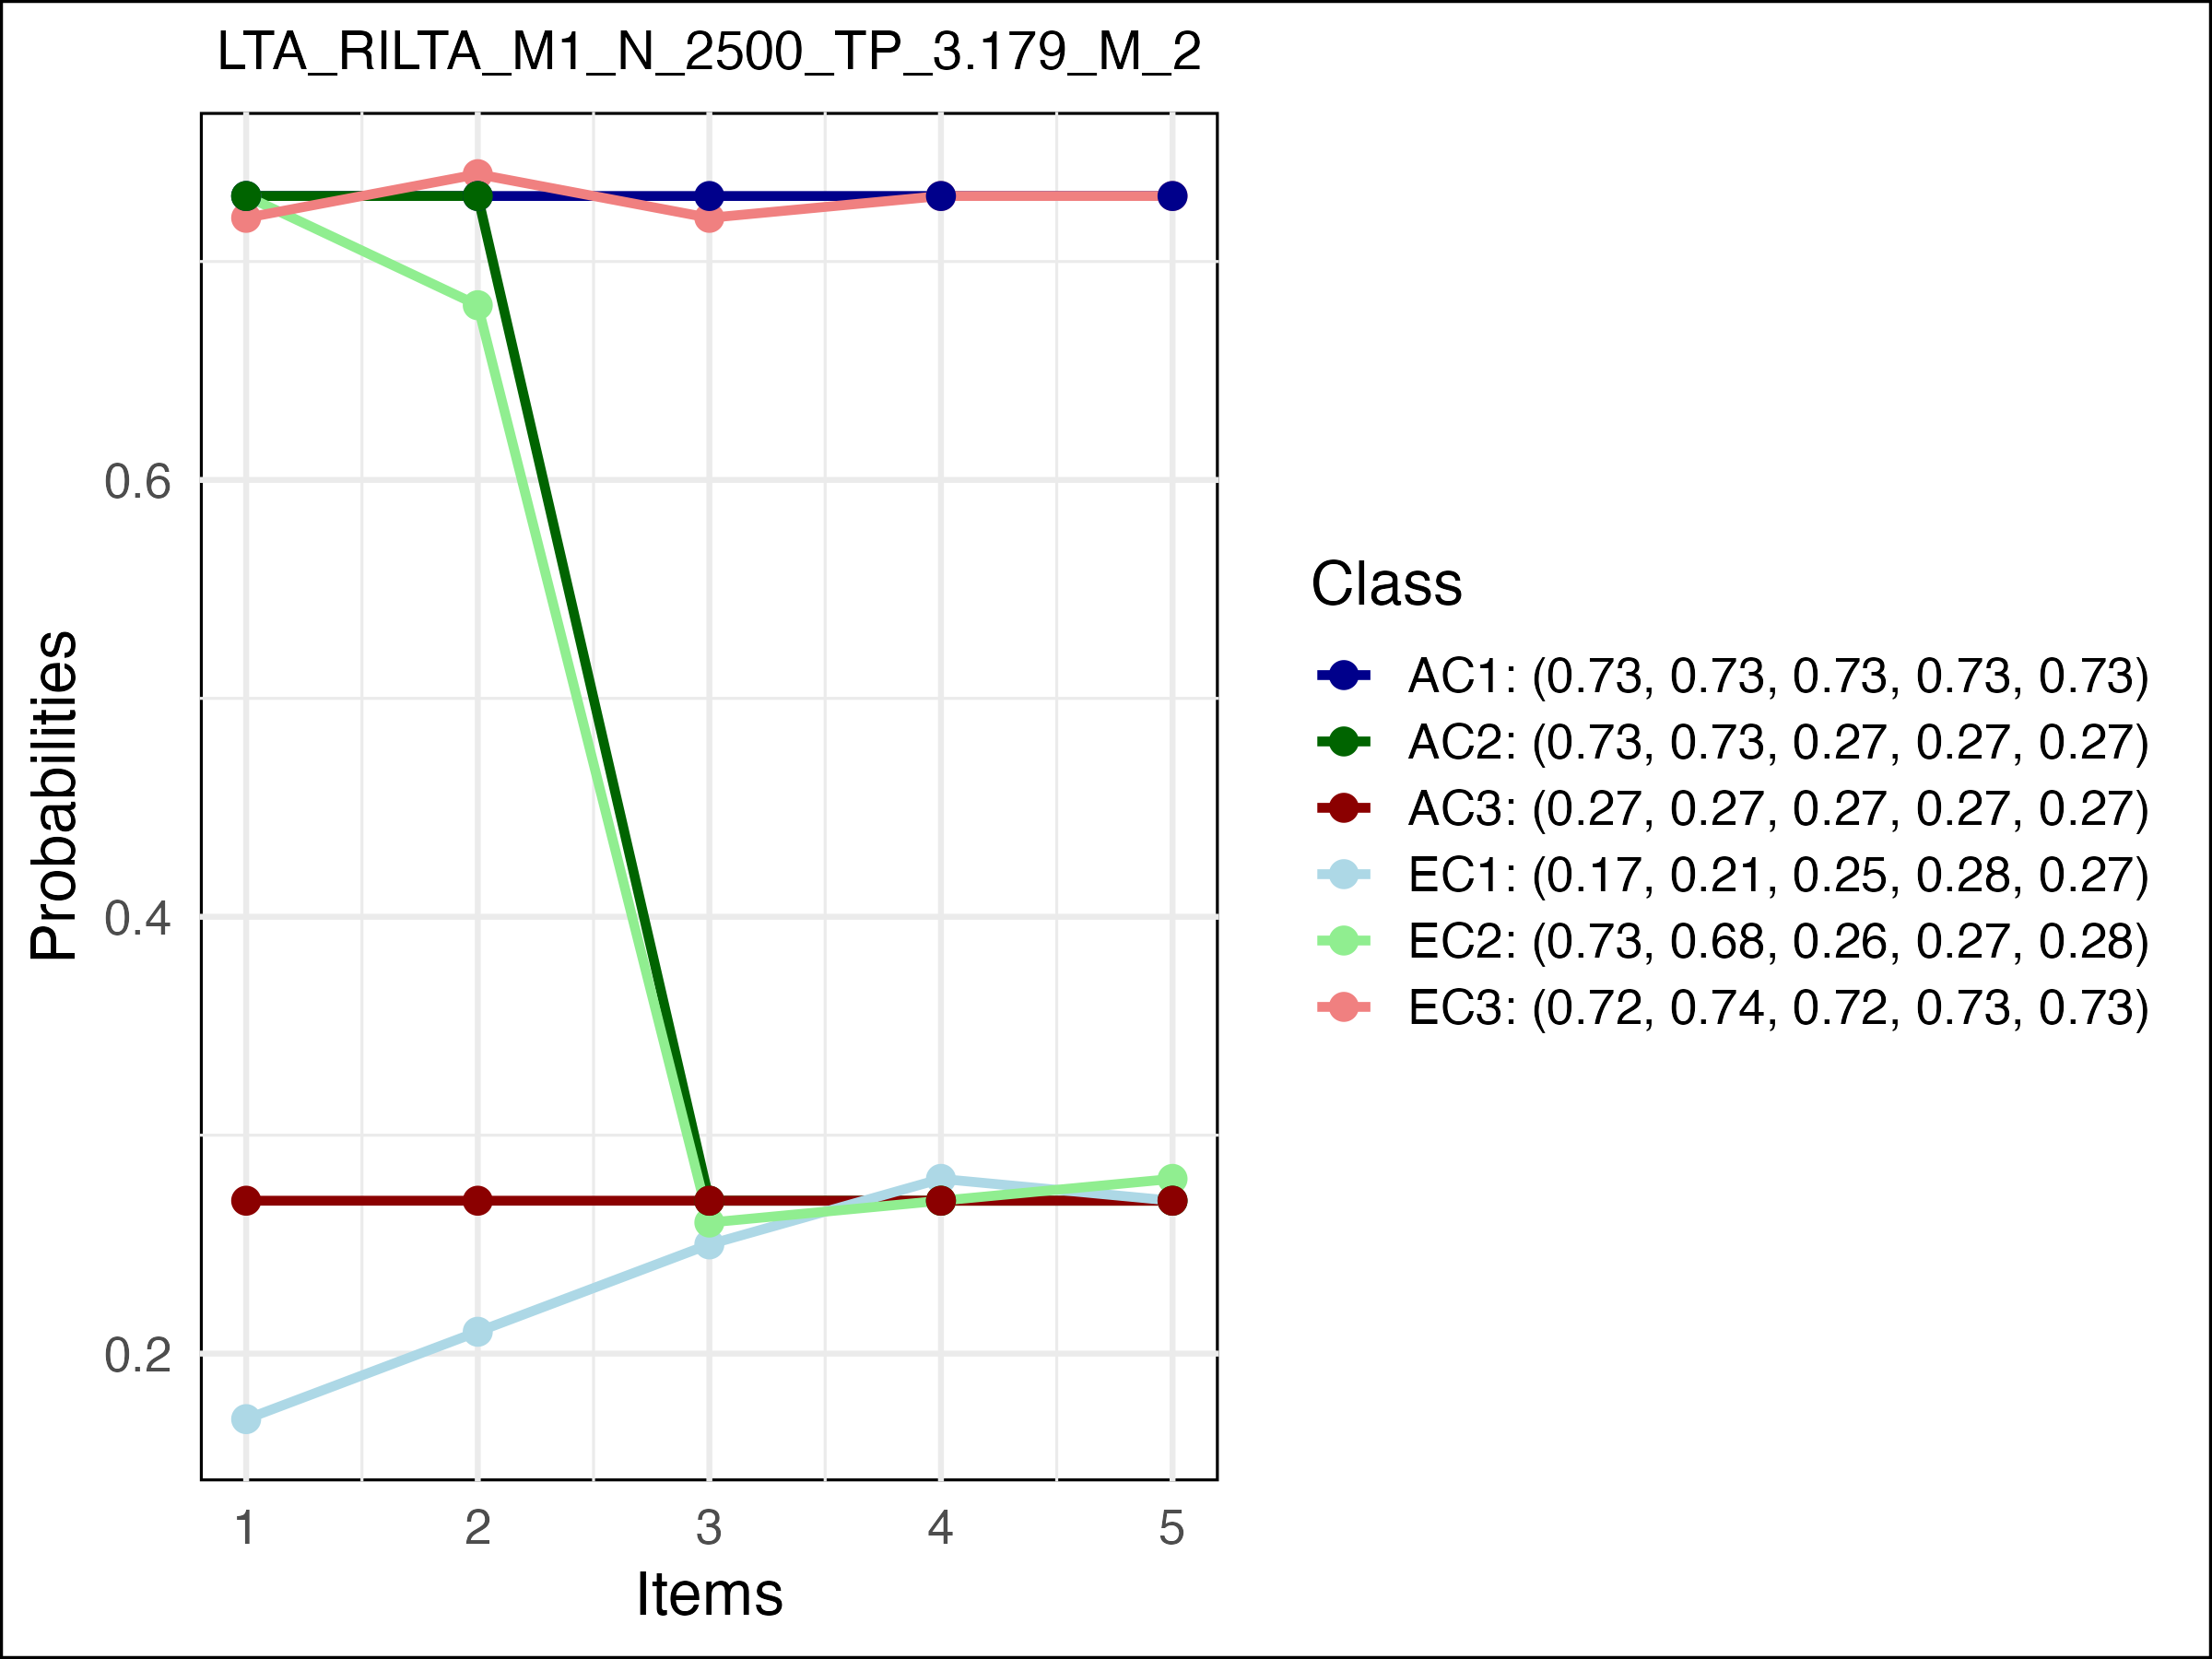 LTA_RILTA_M1_N_2500_TP_3.179_M_2
Probabilities
0.6
0.4
0.2
1 2 3 4 5
Items
Class
AC1: (0.73, 0.73, 0.73, 0.73, 0.73)
AC2: (0.73, 0.73, 0.27, 0.27, 0.27)
AC3: (0.27, 0.27, 0.27, 0.27, 0.27)
EC1: (0.17, 0.21, 0.25, 0.28, 0.27)
EC2: (0.73, 0.68, 0.26, 0.27, 0.28)
EC3: (0.72, 0.74, 0.72, 0.73, 0.73)